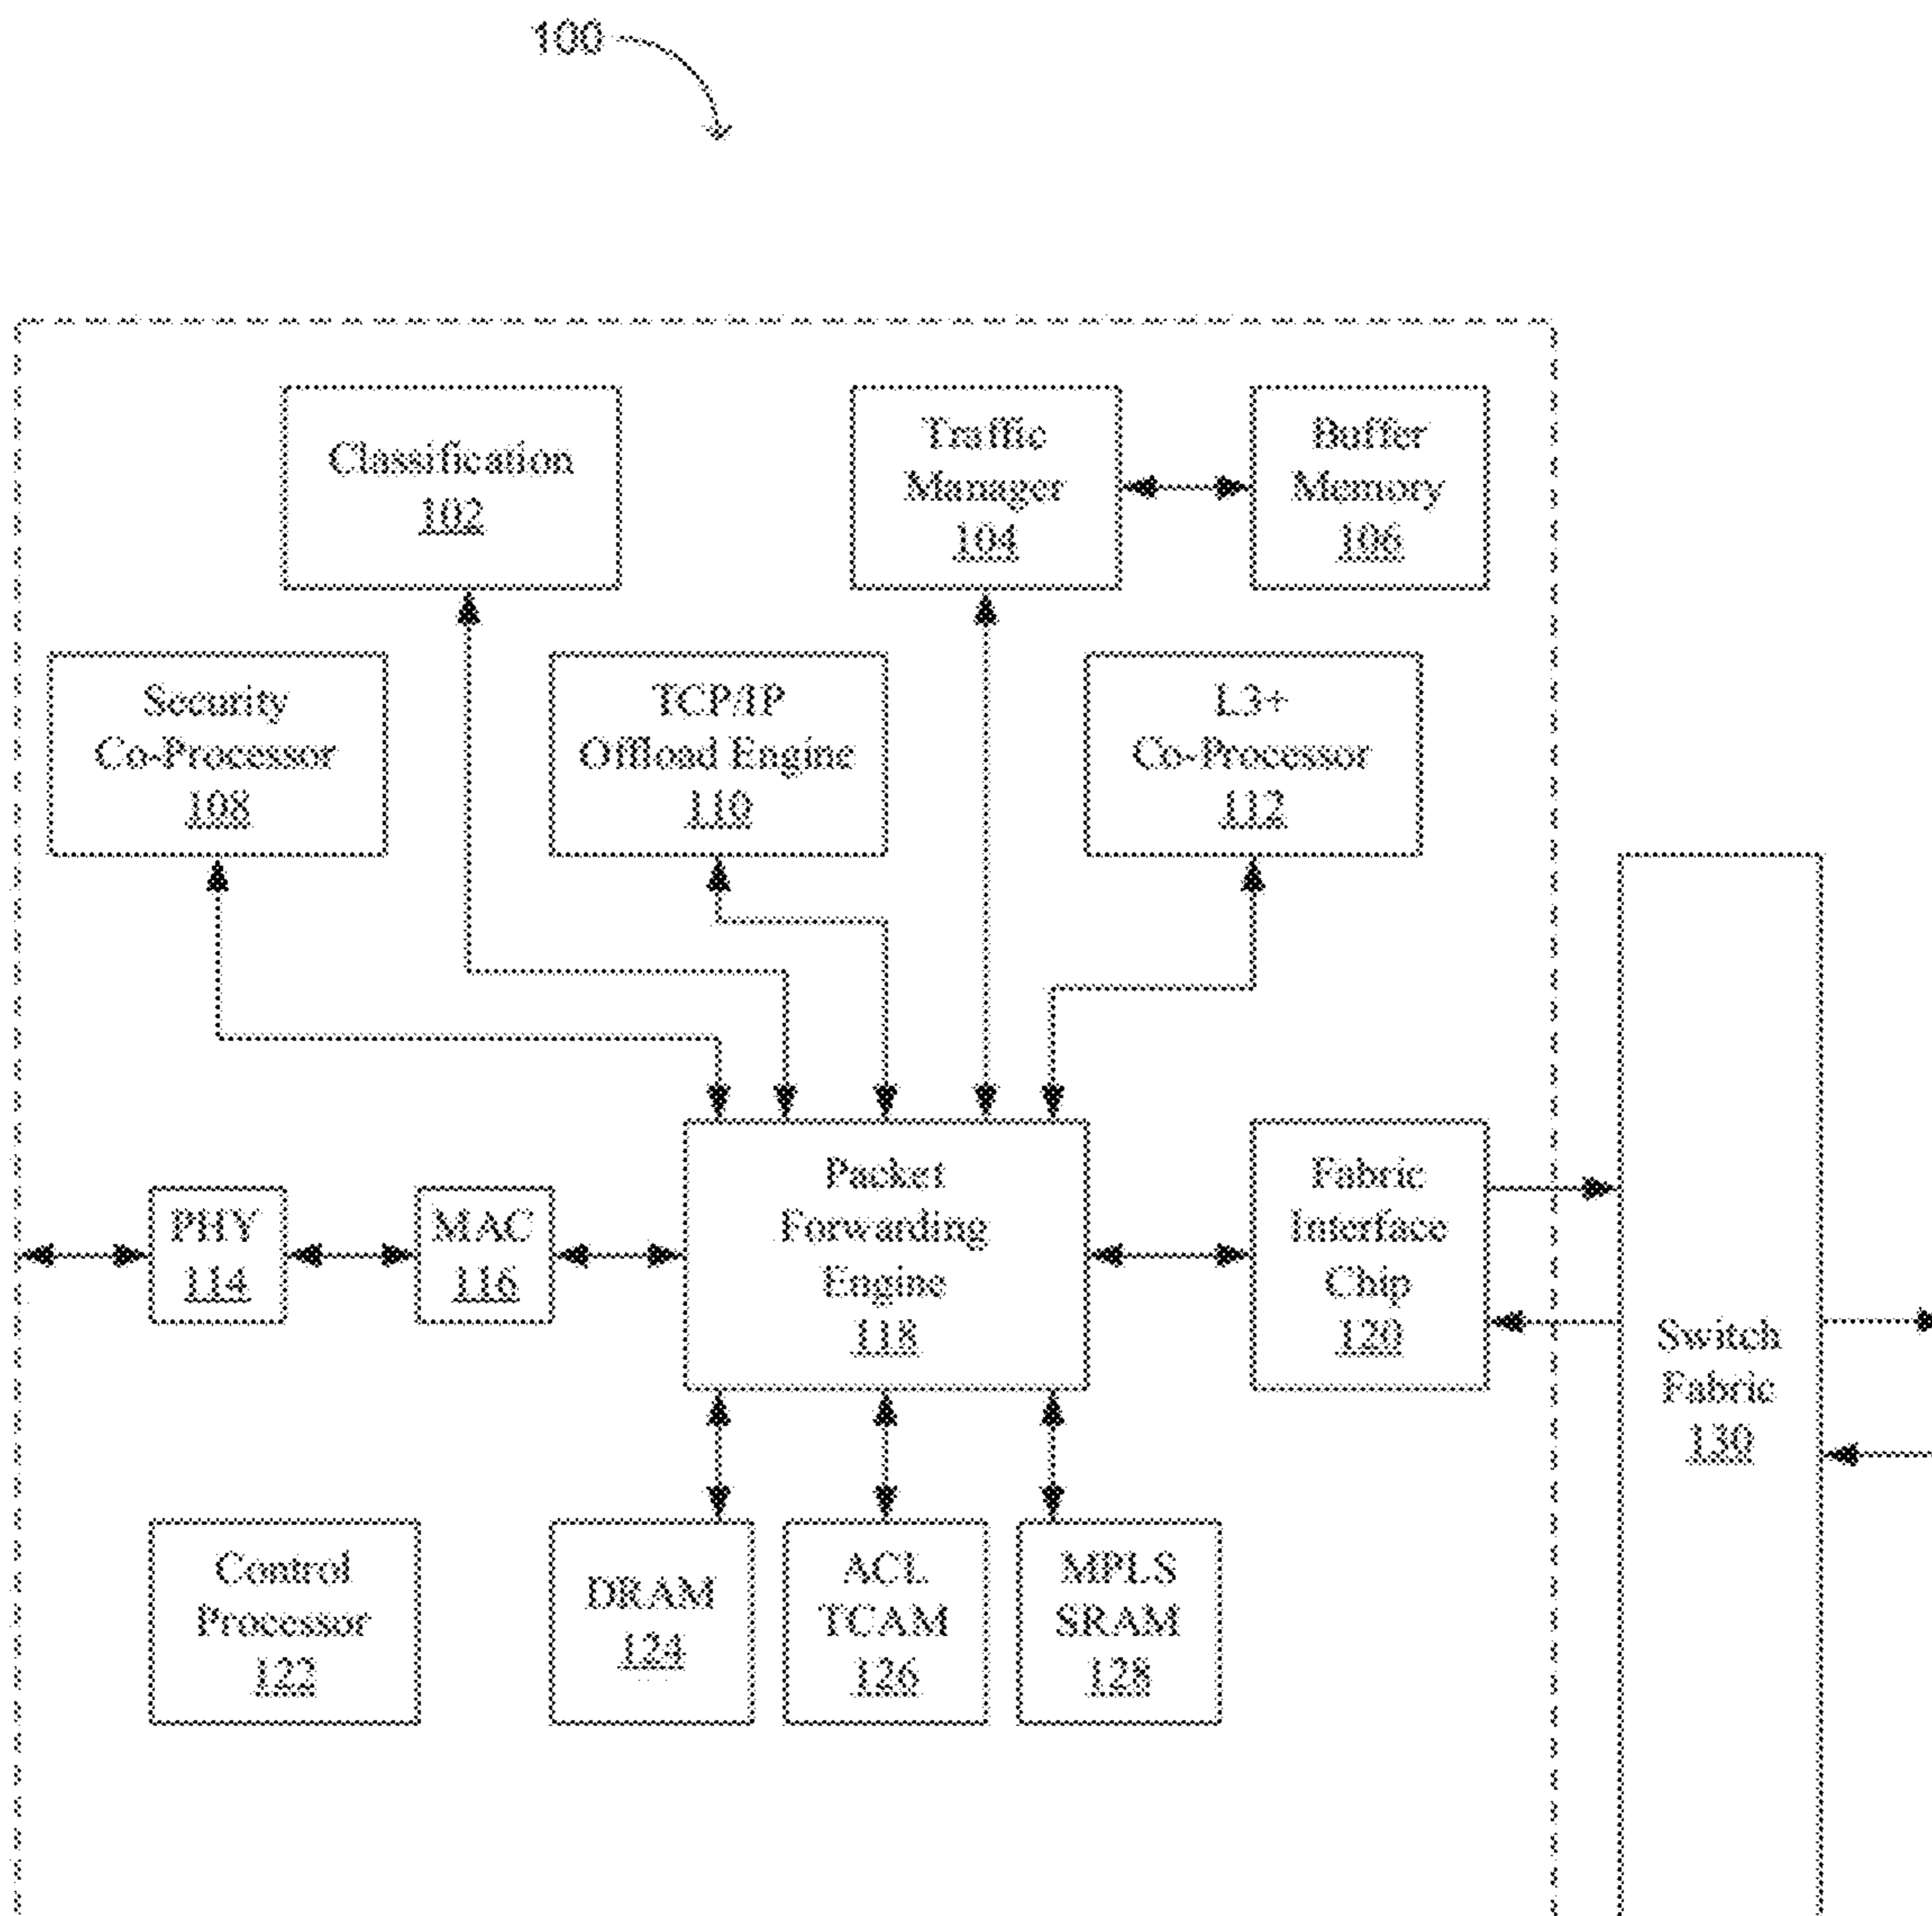 100
Classification
102
Traffic
Manager
104
Buffer
Memory
106
Security
Co-Processor
108
TCP/IP
Offload Engine
110
L3+
Co-Processor
112
PHY
114
MAC
116
Packet
Forwarding
Engine
118
Fabric
Interface
Chip
120
Switch
Fabric
130
Control
Processor
122
DRAM
124
ACL
TCAM
126
MPLS
SRAM
128